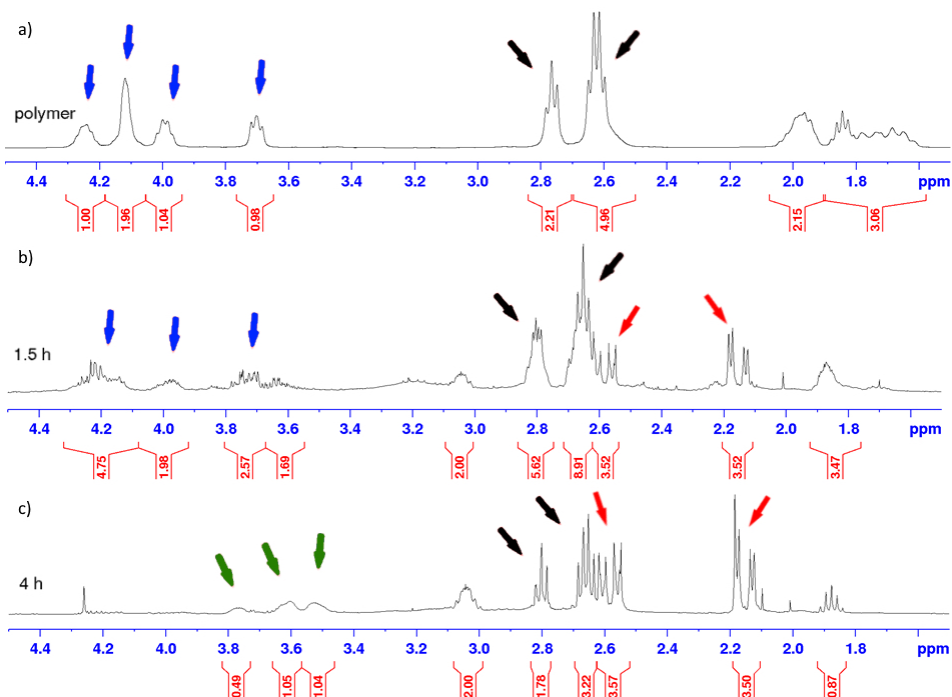 a)
polymer
4.4 4.2 4.0 3.8 3.6 3.4 3.2 3.0 2.8 2.6 2.4 2.2 2.0 1.8 ppm
1.00 1.96 1.04 0.98 2.21 4.96 2.15 3.06
b)
1.5 h
4.4 4.2 4.0 3.8 3.6 3.4 3.2 3.0 2.8 2.6 2.4 2.2 2.0 1.8 ppm
4.75 1.98 2.57 1.69 2.00 5.62 8.91 3.52 3.52 3.47
c)
4 h
4.4 4.2 4.0 3.8 3.6 3.4 3.2 3.0 2.8 2.6 2.4 2.2 2.0 1.8 ppm
0.49 1.05 1.04 2.00 1.78 3.22 3.57 3.50 0.87